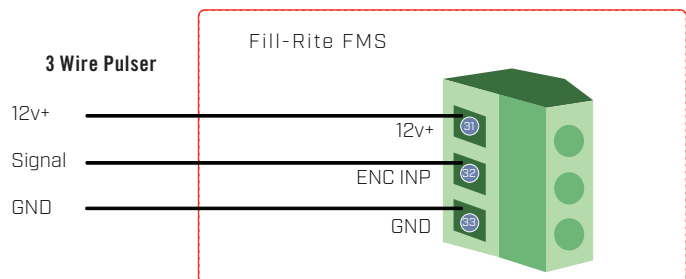 Fill-Rite FMS
3 Wire Pulser
12v+
12v+
31
Signal
ENC INP
32
GND
GND
33